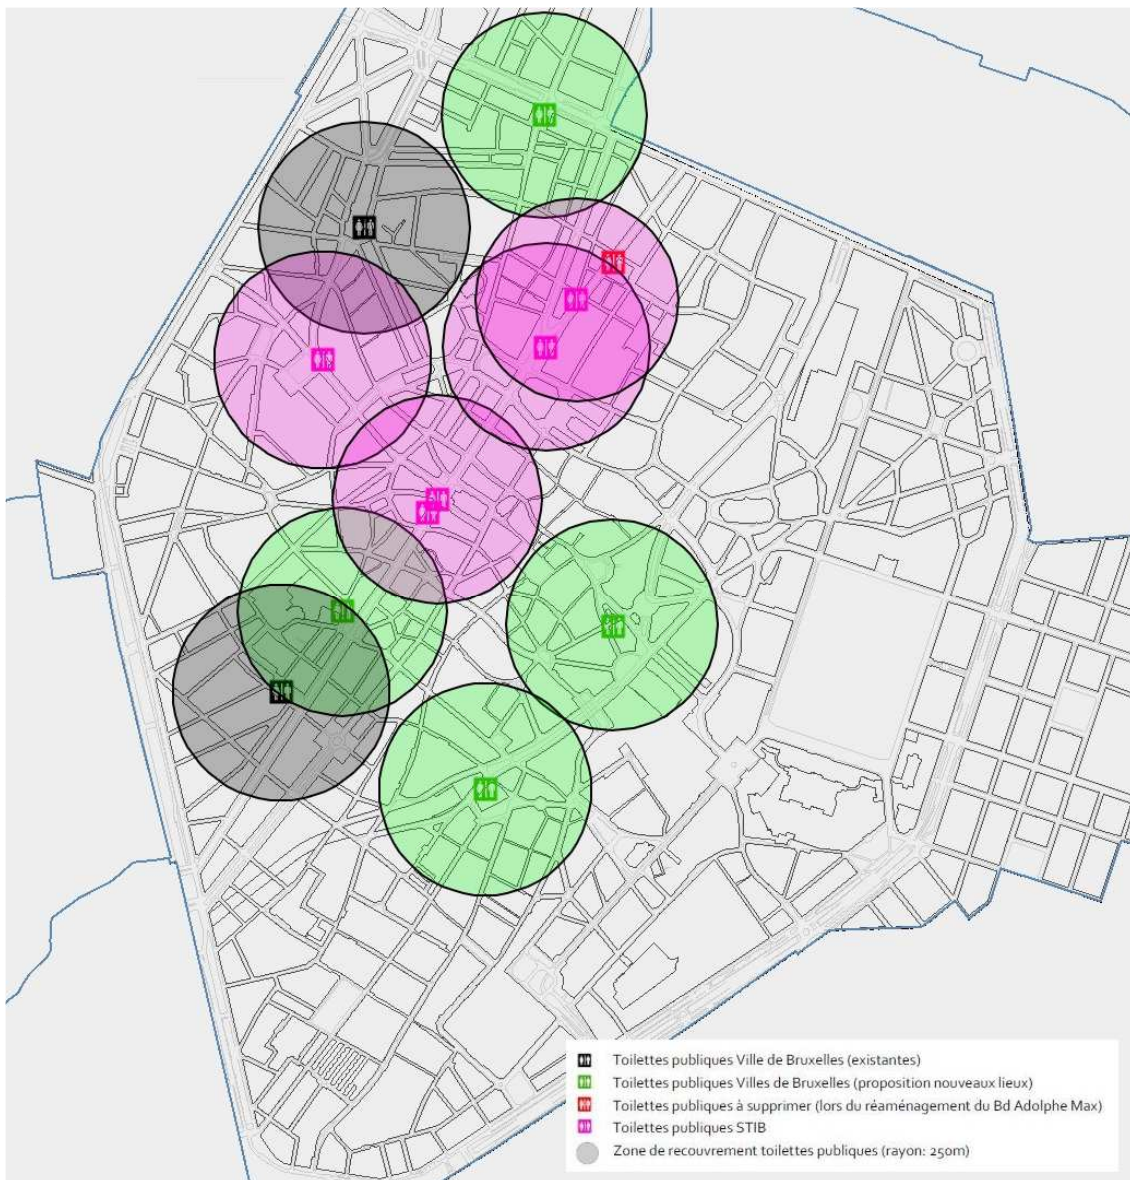 Toilettes publiques Ville de Bruxelles (existantes)
Toilettes publiques Villes de Bruxelles (proposition nouveaux lieux)
Toilettes publiques à supprimer (lors du réaménagement du Bd Adolphe Max)
Toilettes publiques STIB
Zone de recouvrement toilettes publiques (rayon: 250m)